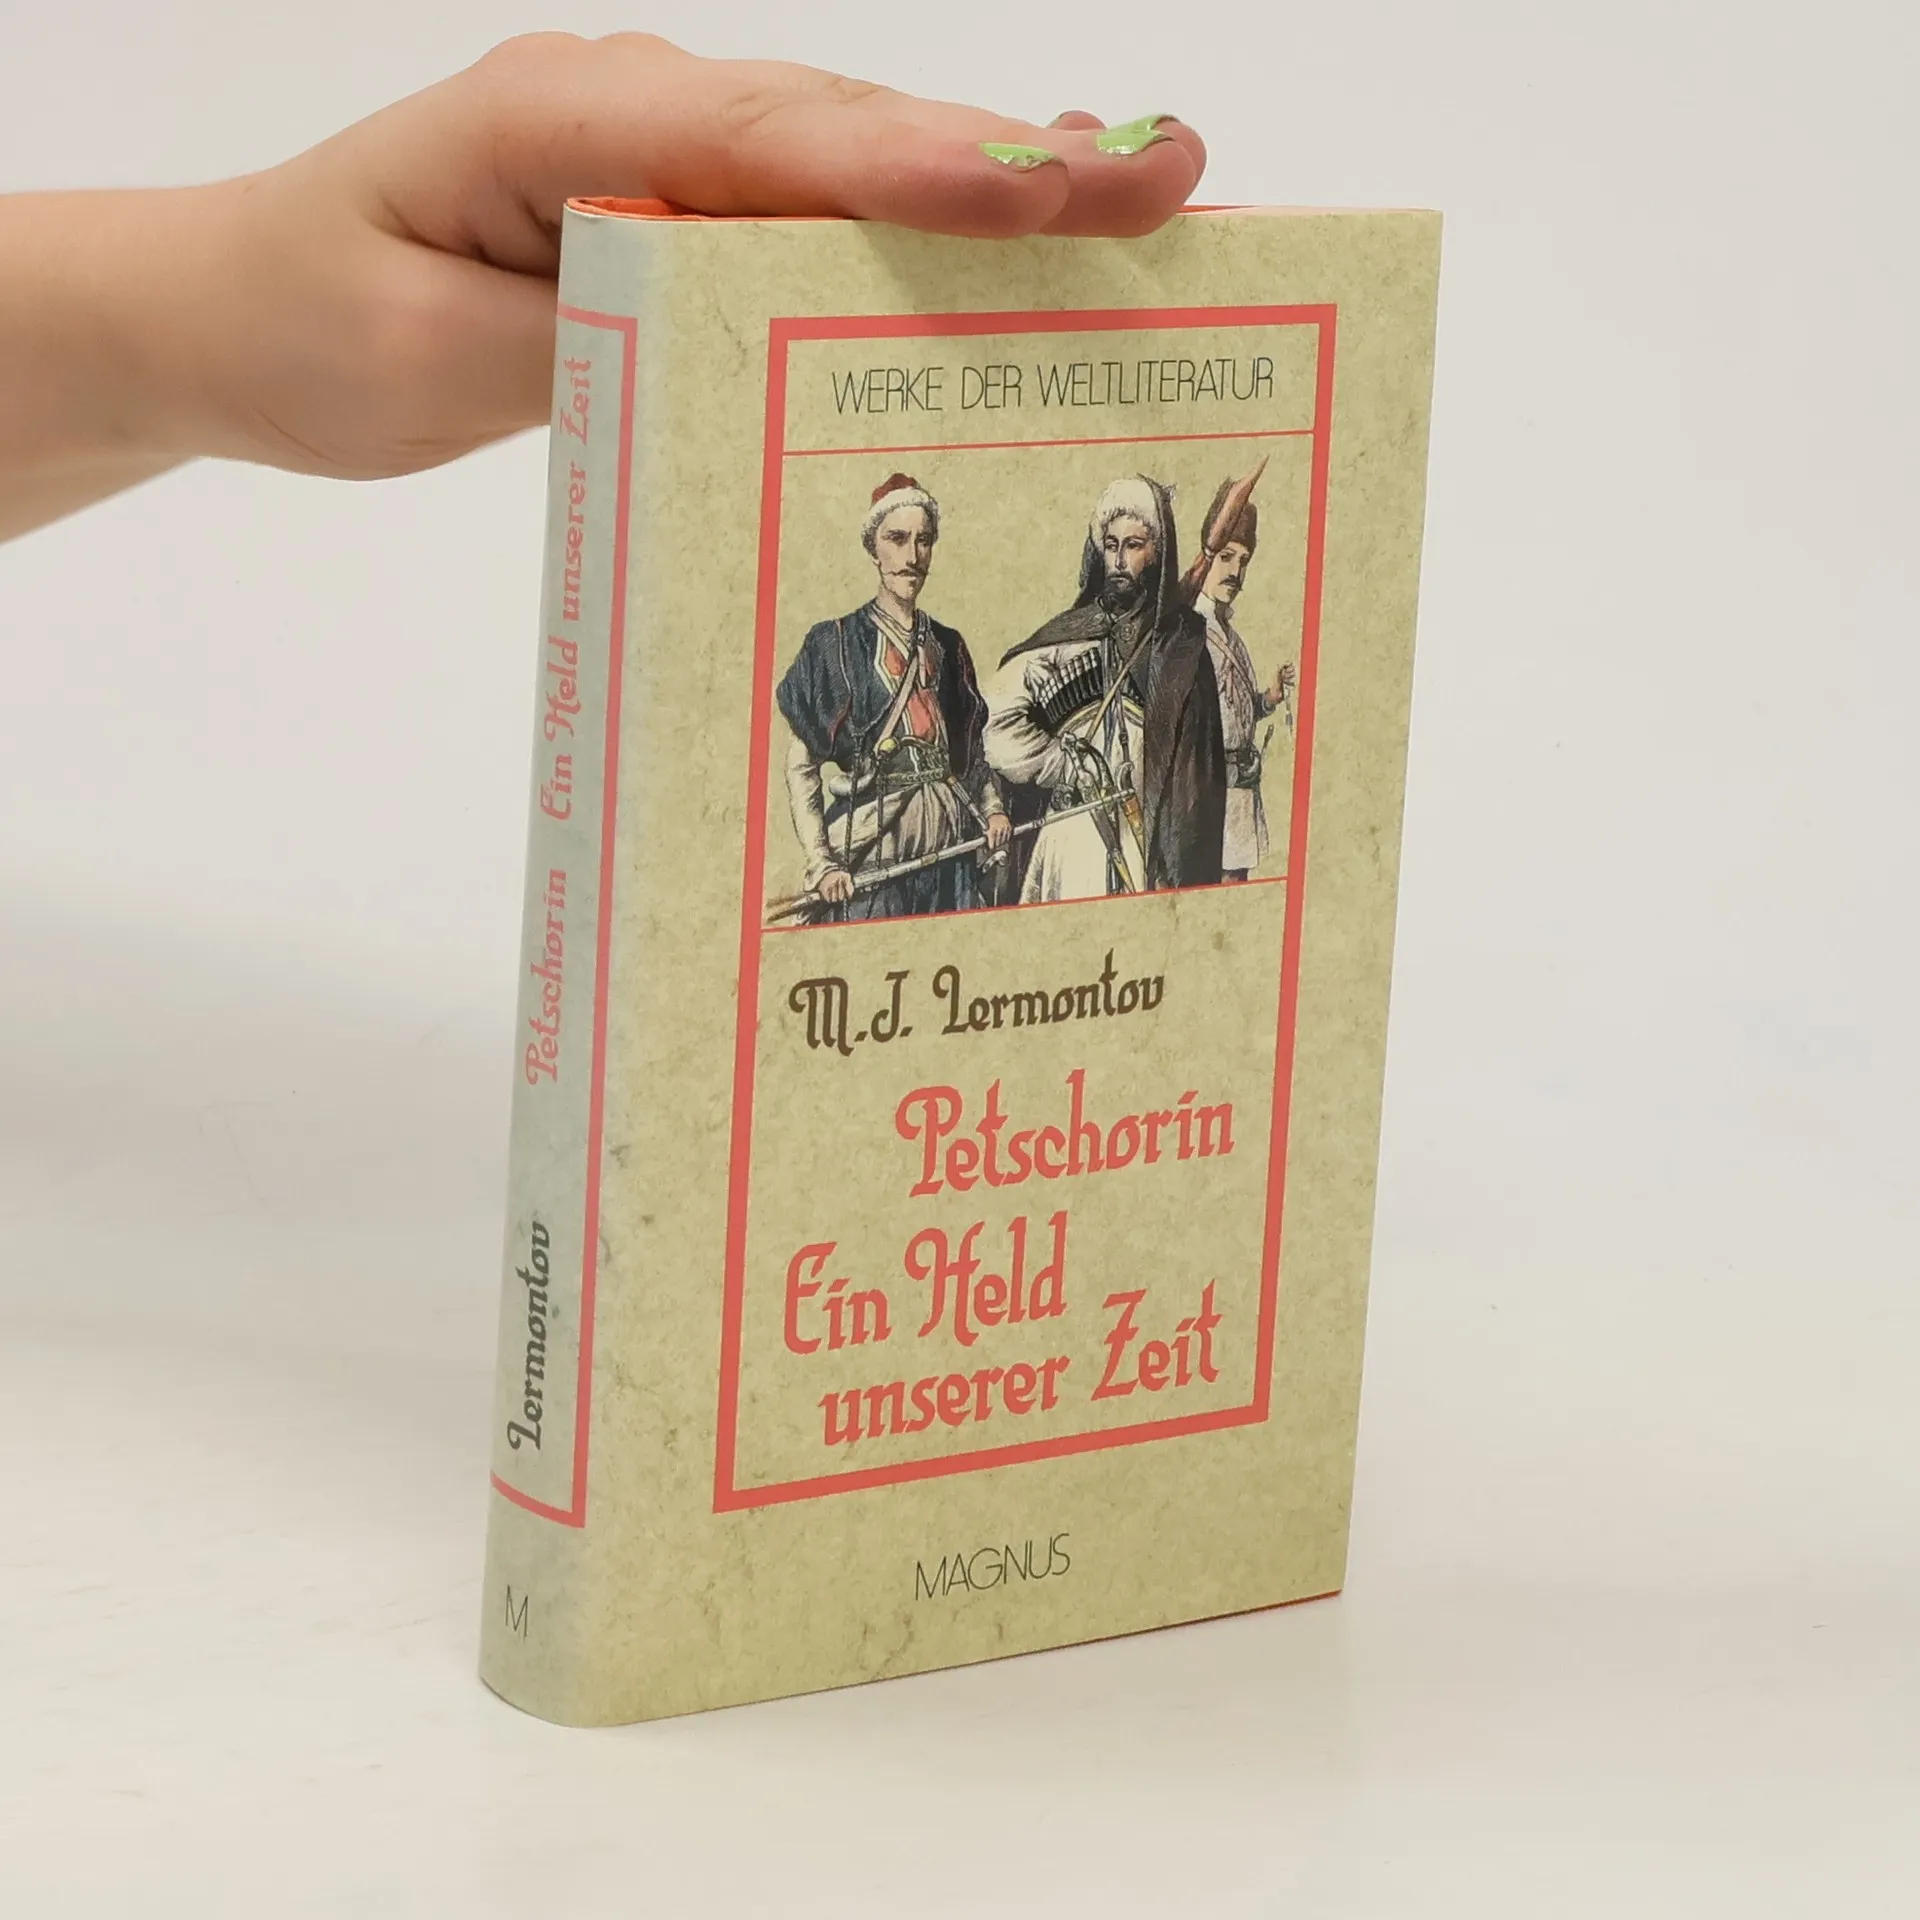 WERKE DER WELTLITERATUR
M.J. Lermontov
Petschorin
Ein Held
unserer Zeit
MAGNUS
Lermontov Petschorin Ein Held unserer Zeit
M